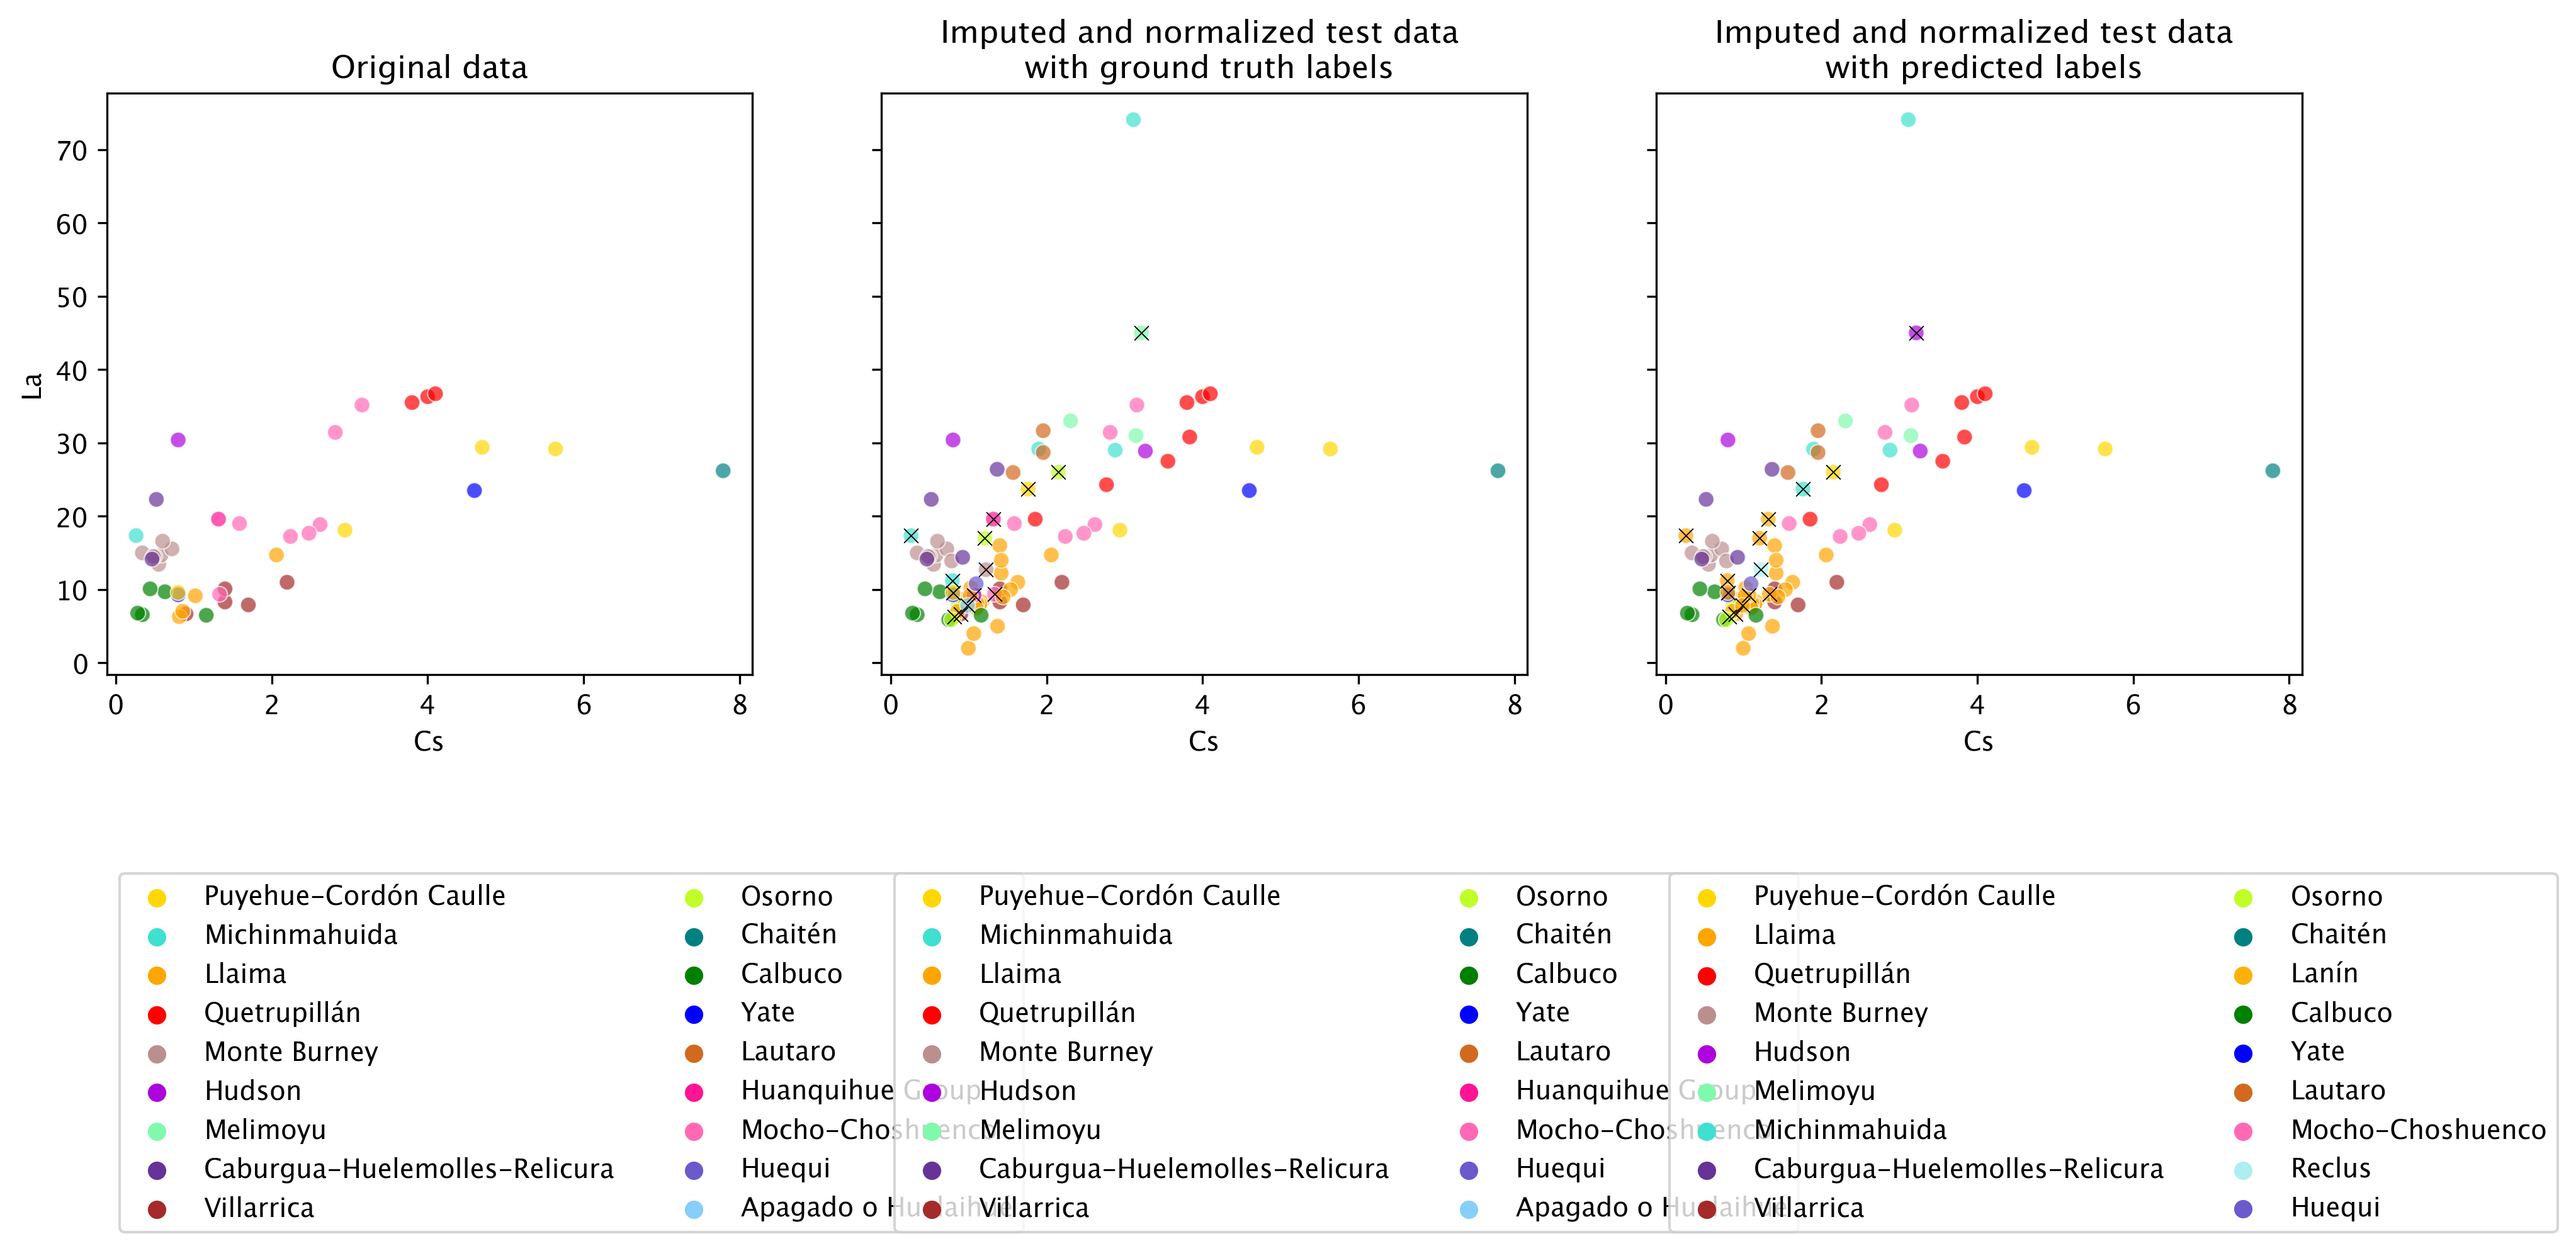 Original data
Imputed and normalized test data
with ground truth labels
Imputed and normalized test data
with predicted labels
La
70
60
50
40
30
20
10
0
0 2 4 6 8
Cs
0 2 4 6 8
Cs
0 2 4 6 8
Cs
Puyehue-Cordón Caulle
Michinmahuida
Llaima
Quetrupillán
Monte Burney
Hudson
Melimoyu
Caburgua-Huelemolles-Relicura
Villarrica
Osorno
Chaitén
Calbuco
Yate
Lautaro
Huanquihue Group
Mocho-Choshuenco
Huequi
Apagado o Hualaihué
Puyehue-Cordón Caulle
Michinmahuida
Llaima
Quetrupillán
Monte Burney
Hudson
Melimoyu
Caburgua-Huelemolles-Relicura
Villarrica
Osorno
Chaitén
Calbuco
Yate
Lautaro
Huanquihue Group
Mocho-Choshuenco
Huequi
Apagado o Hualaihué
Puyehue-Cordón Caulle
Llaima
Quetrupillán
Monte Burney
Hudson
Melimoyu
Michinmahuida
Caburgua-Huelemolles-Relicura
Villarrica
Osorno
Chaitén
Lanín
Calbuco
Yate
Lautaro
Mocho-Choshuenco
Reclus
Huequi